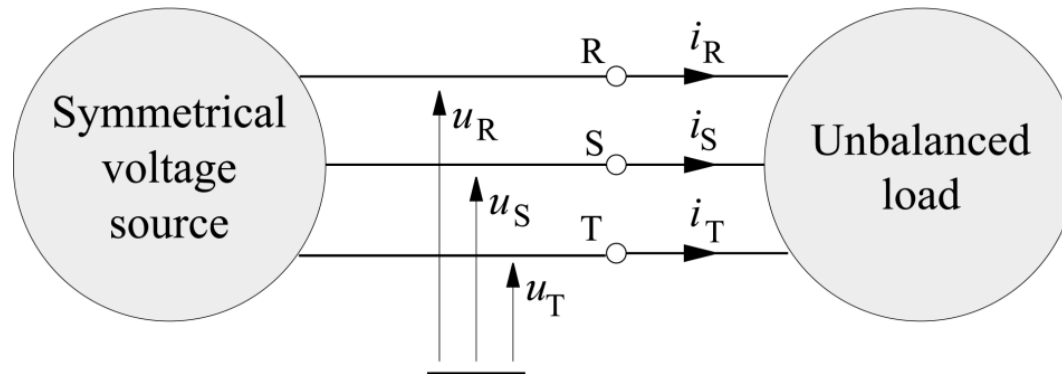 Symmetrical
voltage
source
R
i_R
u_R
S
i_S
u_S
T
i_T
u_T
Unbalanced
load